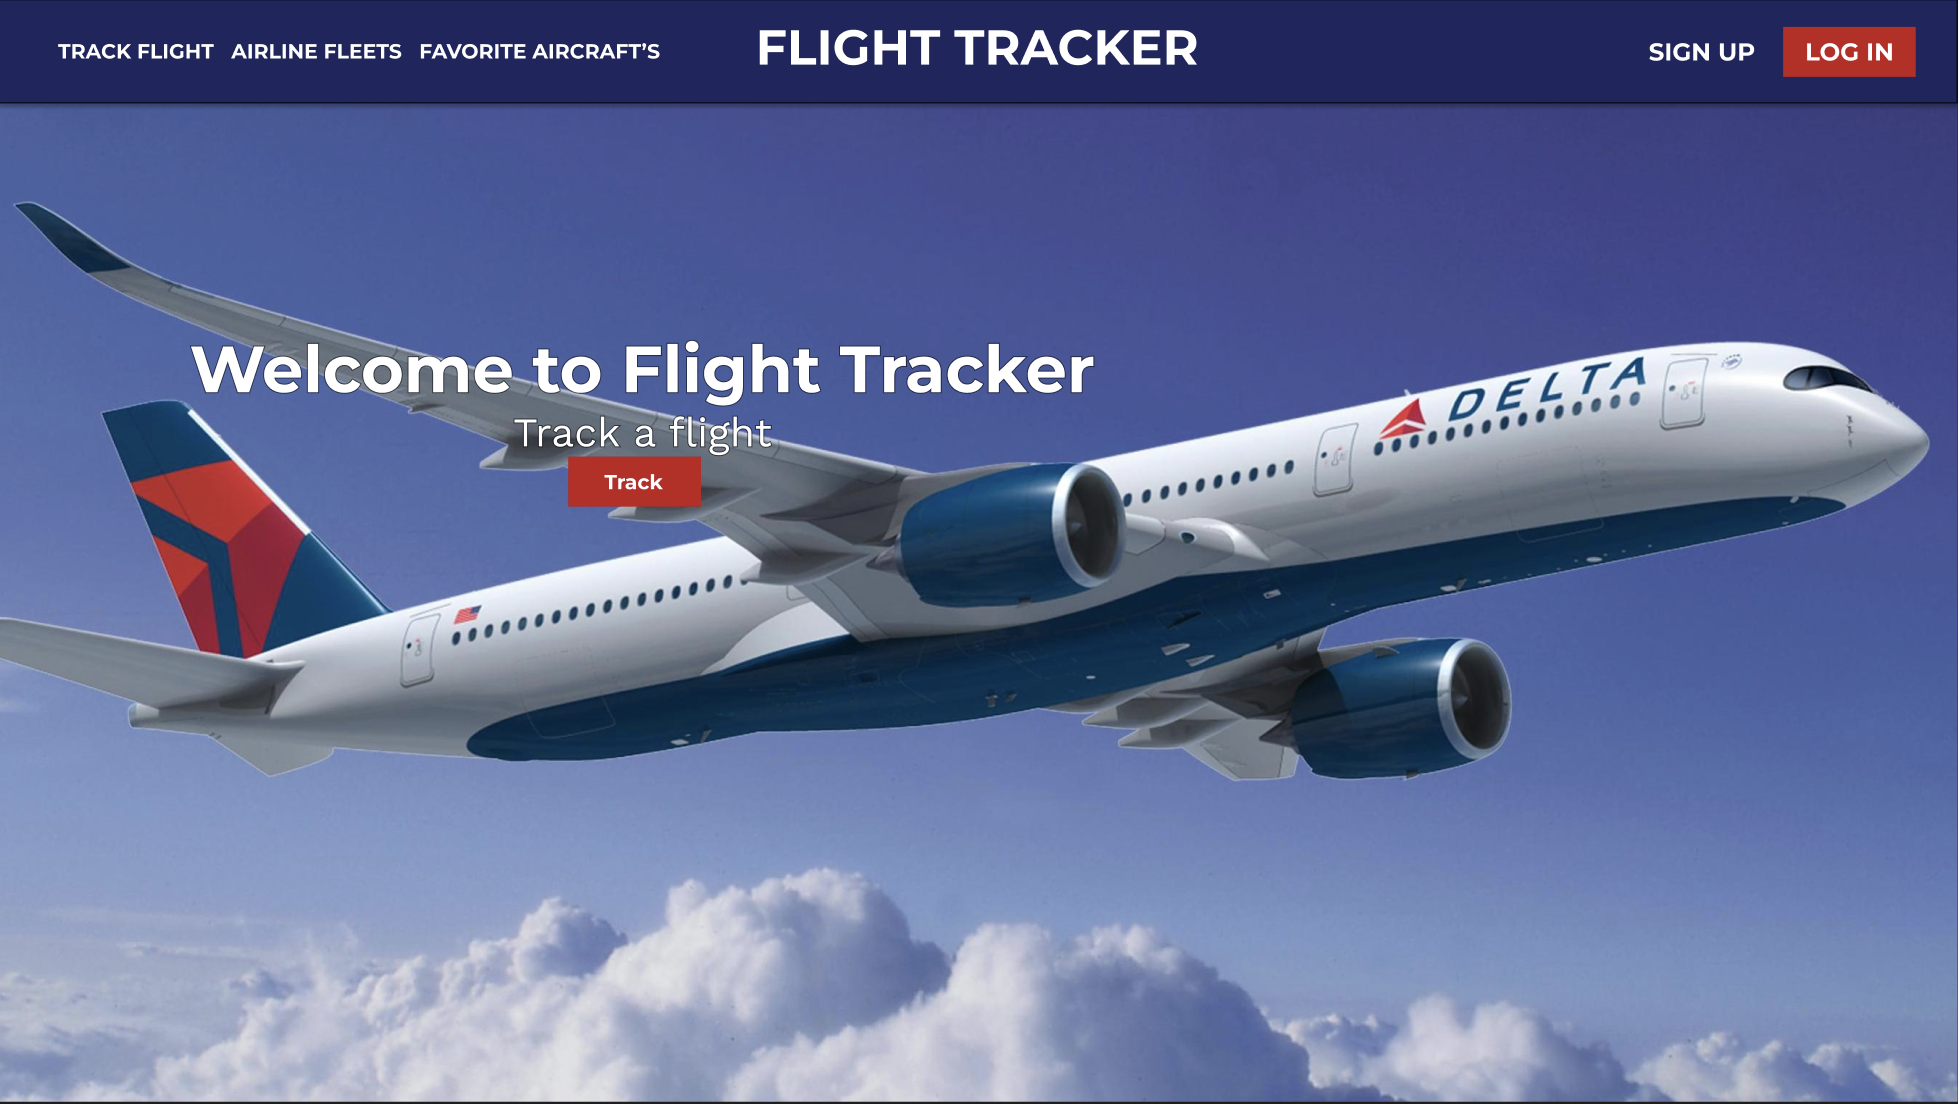 TRACK FLIGHT AIRLINE FLEETS FAVORITE AIRCRAFT’S FLIGHT TRACKER SIGN UP LOG IN
Welcome to Flight Tracker
Track a flight
Track
DELTA